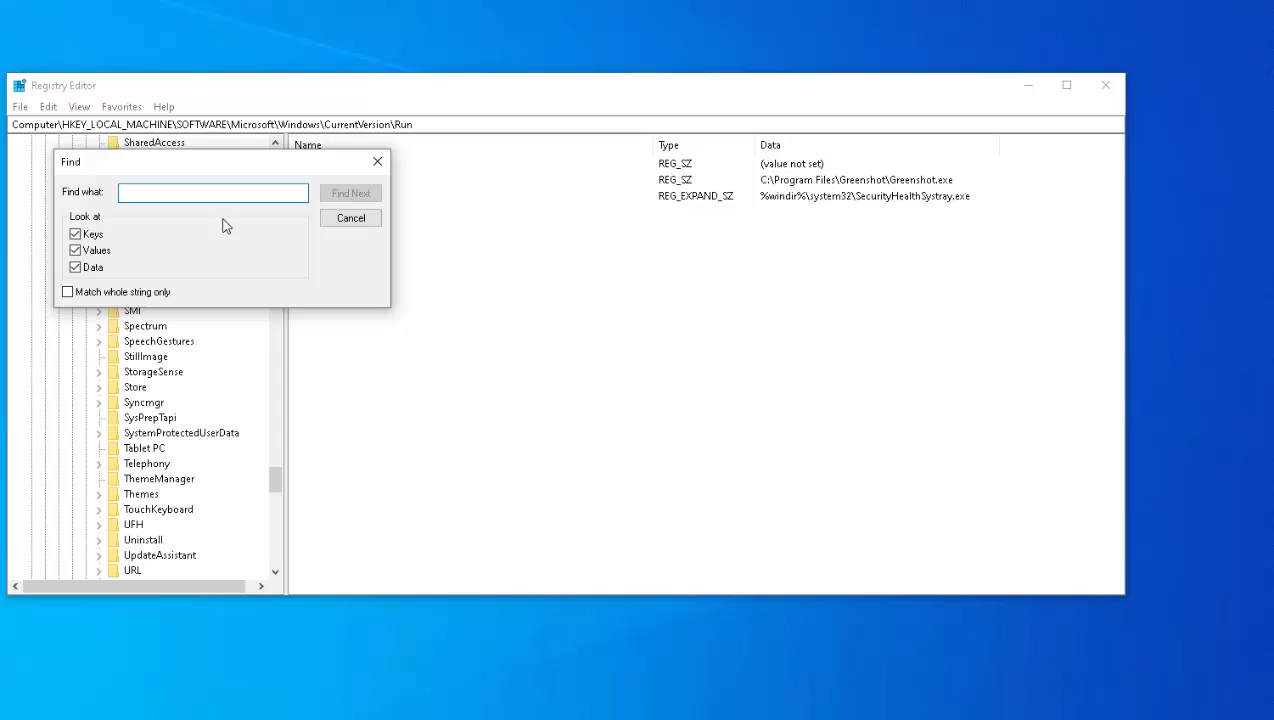 Registry Editor
File Edit View Favorites Help
Computer\HKEY_LOCAL_MACHINE\SOFTWARE\Microsoft\Windows\CurrentVersion\Run
SharedAccess
Name Type Data
Find
REG_SZ (value not set)
REG_SZ C:\Program Files\Greenshot\Greenshot.exe
REG_EXPAND_SZ %windir%\system32\SecurityHealthSystray.exe
Find what: Find Next
Look at Cancel
Keys
Values
Data
Match whole string only
SMI
Spectrum
SpeechGestures
StillImage
StorageSense
Store
Syncmgr
SysPrepTapi
SystemProtectedUserData
Tablet PC
Telephony
ThemeManager
Themes
TouchKeyboard
UFH
Uninstall
UpdateAssistant
URL